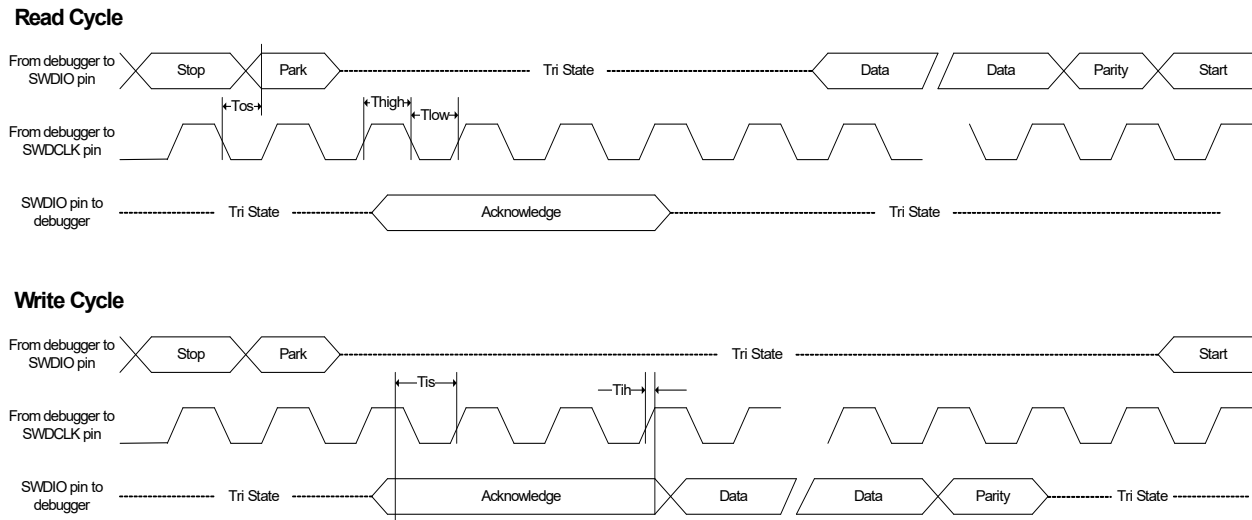 Read Cycle
From debugger to
SWDIO pin
Stop
Park
Tri State
Data
Data
Parity
Start
Tos
Thigh
Tlow
From debugger to
SWDCLK pin
SWDIO pin to
debugger
Tri State
Acknowledge
Tri State
Write Cycle
From debugger to
SWDIO pin
Stop
Park
Tri State
Start
Tis
Tih
From debugger to
SWDCLK pin
SWDIO pin to
debugger
Tri State
Acknowledge
Data
Data
Parity
Tri State